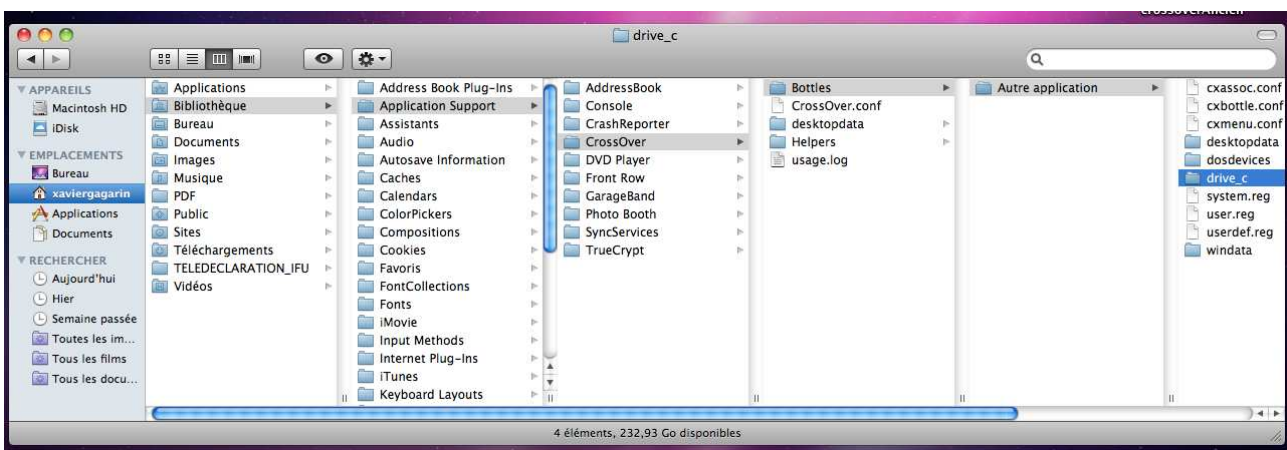 crossoverAncien
drive_c
APPAREILS
Macintosh HD
iDisk
EMPLACEMENTS
Bureau
xaviergagarin
Applications
Documents
RECHERCHER
Aujourd'hui
Hier
Semaine passée
Toutes les im...
Tous les films
Tous les docu...
Applications
Bibliothèque
Bureau
Documents
Images
Musique
PDF
Public
Sites
Téléchargements
TELEDECLARATION_IFU
Vidéos
Address Book Plug-Ins
Application Support
Assistants
Audio
Autosave Information
Caches
Calendars
ColorPickers
Compositions
Cookies
Favoris
FontCollections
Fonts
iMovie
Input Methods
Internet Plug-Ins
iTunes
Keyboard Layouts
AddressBook
Console
CrashReporter
CrossOver
DVD Player
Front Row
GarageBand
Photo Booth
SyncServices
TrueCrypt
Bottles
CrossOver.conf
desktopdata
Helpers
usage.log
Autre application
cxassoc.conf
cxbottle.conf
cxmenu.conf
desktopdata
dosdevices
drive_c
system.reg
user.reg
userdef.reg
windata
4 éléments, 232,93 Go disponibles